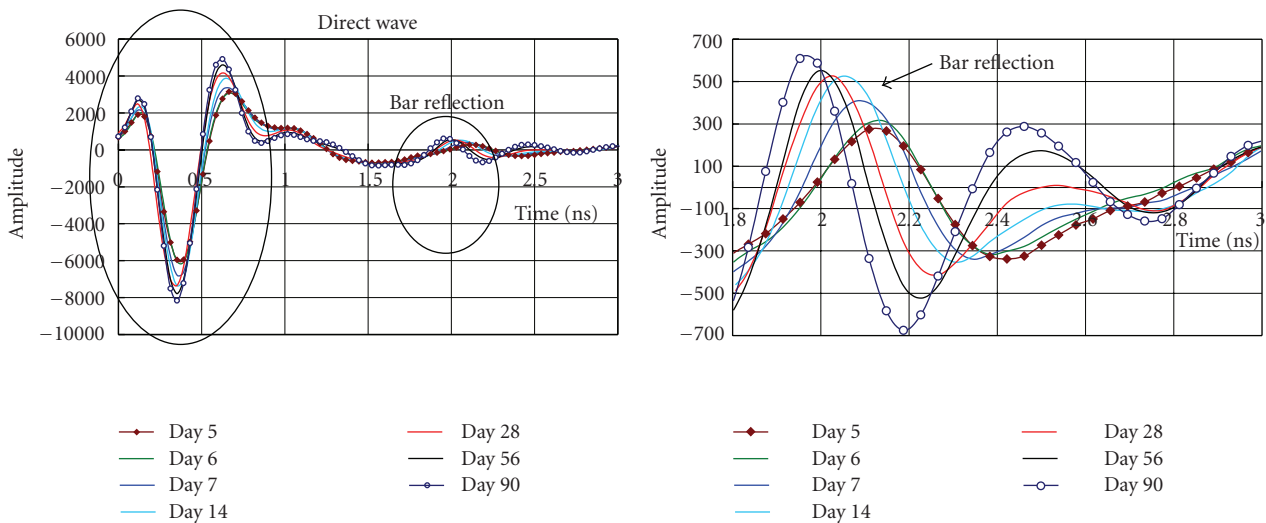 Direct wave
6000
4000
2000
0
−2000
−4000
−6000
−8000
−10000
Amplitude
0 0.5 1 1.5 2 2.5 3
Bar reflection
Time (ns)
Day 5
Day 6
Day 7
Day 14
Day 28
Day 56
Day 90
700
500
300
100
−100
−300
−500
−700
Amplitude
1.8 2 2.2 2.4 2.6 2.8 3
Bar reflection
Time (ns)
Day 5
Day 6
Day 7
Day 14
Day 28
Day 56
Day 90